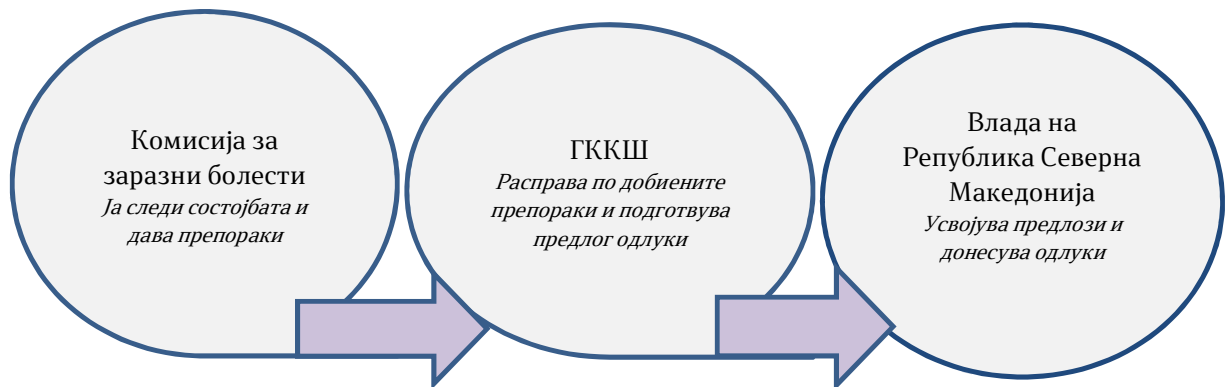 Комисија за
заразни болести
Ја следи состојбата и
дава препораки
ГККШ
Расправа по добиените
препораки и подготвува
предлог одлуки
Влада на
Република Северна
Македонија
Усвојува предлози и
донесува одлуки